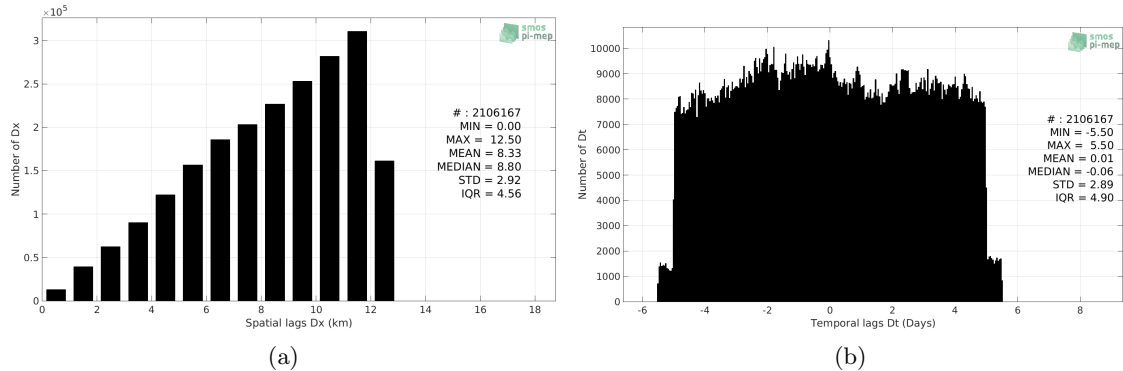 ×10⁵
3
2.5
2
1.5
1
0.5
0
Number of Dx
smos
pi-mep
# : 2106167
MIN = 0.00
MAX = 12.50
MEAN = 8.33
MEDIAN = 8.80
STD = 2.92
IQR = 4.56
0 2 4 6 8 10 12 14 16 18
Spatial lags Dx (km)
(a)
10000
9000
8000
7000
6000
5000
4000
3000
2000
1000
0
Number of Dt
smos
pi-mep
# : 2106167
MIN = -5.50
MAX = 5.50
MEAN = 0.01
MEDIAN = -0.06
STD = 2.89
IQR = 4.90
-6 -4 -2 0 2 4 6 8
Temporal lags Dt (Days)
(b)